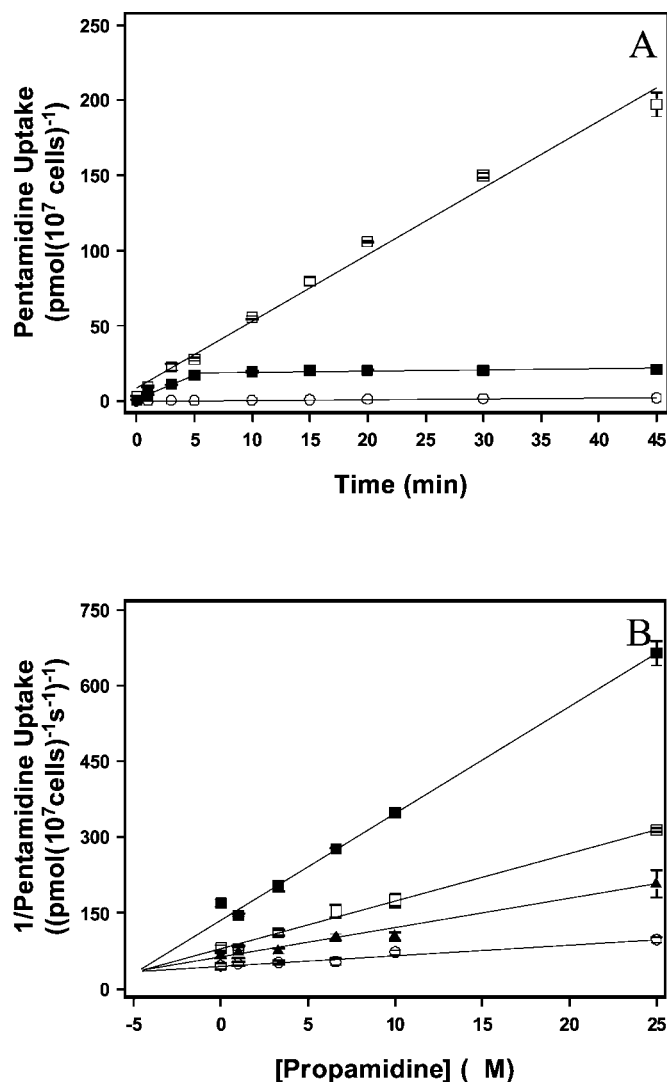 A
Pentamidine Uptake
(pmol(10⁷ cells)⁻¹
250
200
150
100
50
0
0 5 10 15 20 25 30 35 40 45
Time (min)
B
1/Pentamidine Uptake
((pmol(10⁷cells)⁻¹s⁻¹)⁻¹)
750
600
450
300
150
0
-5 0 5 10 15 20 25
[Propamidine] ( M)